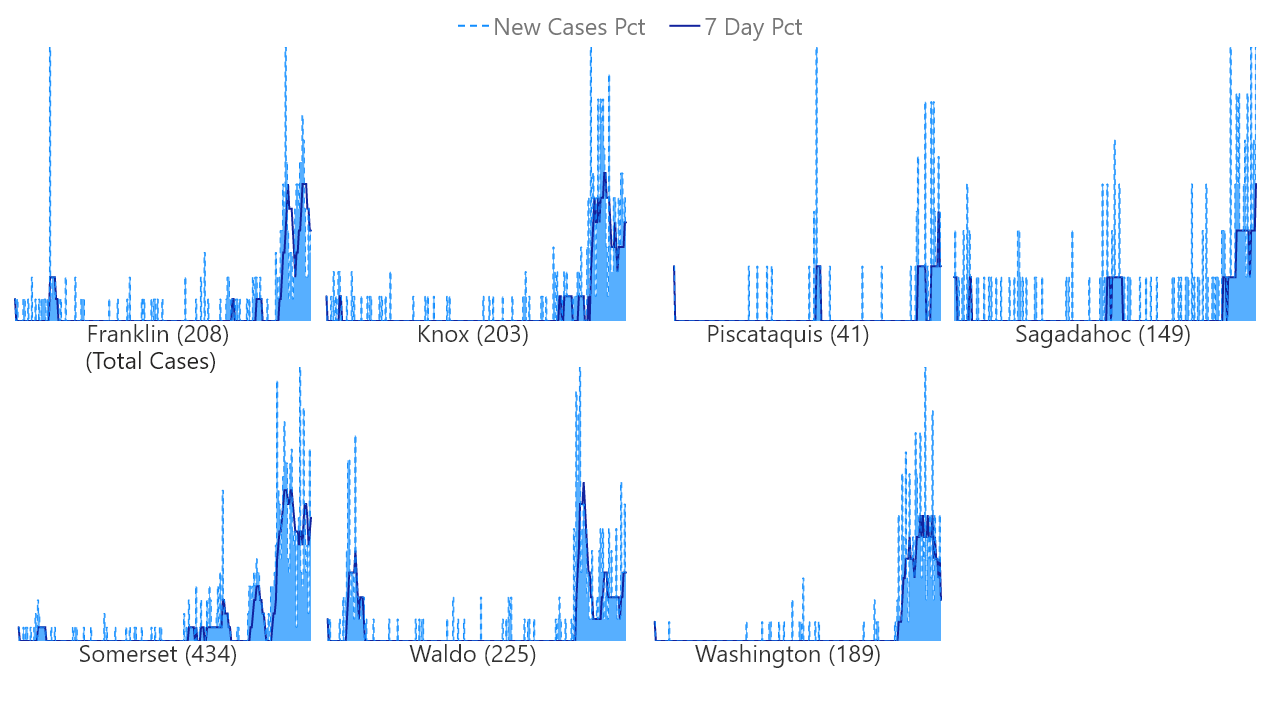 New Cases Pct 7 Day Pct
Franklin (208) Knox (203) Piscataquis (41) Sagadahoc (149)
(Total Cases)
Somerset (434) Waldo (225) Washington (189)